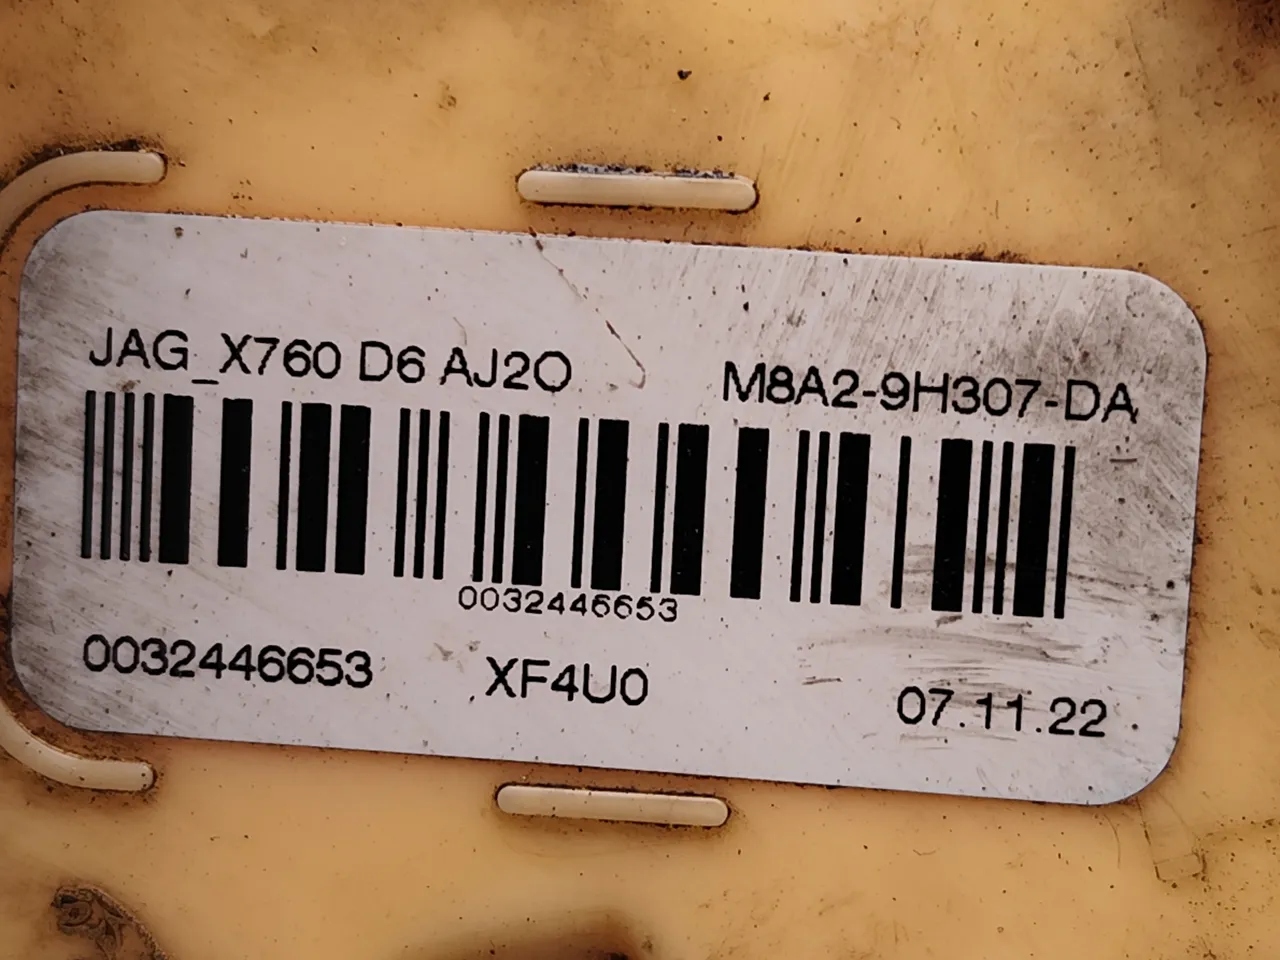 JAG_X760 D6 AJ2O M8A2-9H307-DA
0032446653
0032446653 XF4U0 07.11.22